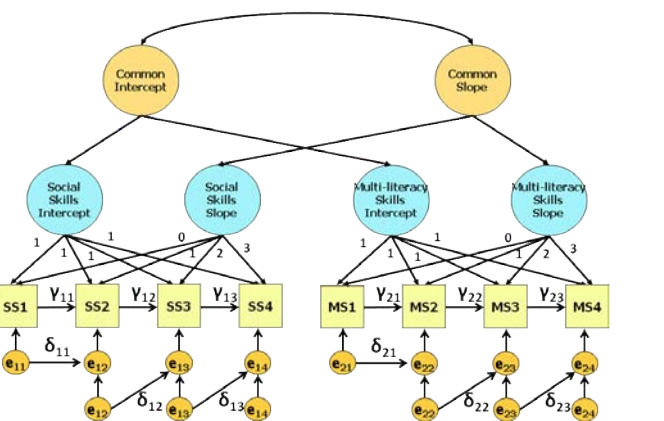 Common
Intercept
Common
Slope
Social
Skills
Intercept
Social
Skills
Slope
Multi-literacy
Skills
Intercept
Multi-literacy
Skills
Slope
1 1 1 1 0 1 2 3
1 1 1 1 0 1 2 3
SS1 γ11 SS2 γ12 SS3 γ13 SS4
MS1 γ21 MS2 γ22 MS3 γ23 MS4
e11 δ11 e12 e13 e14
e21 δ21 e22 e23 e24
e12 δ12 e13 δ13 e14
e22 δ22 e23 δ23 e24